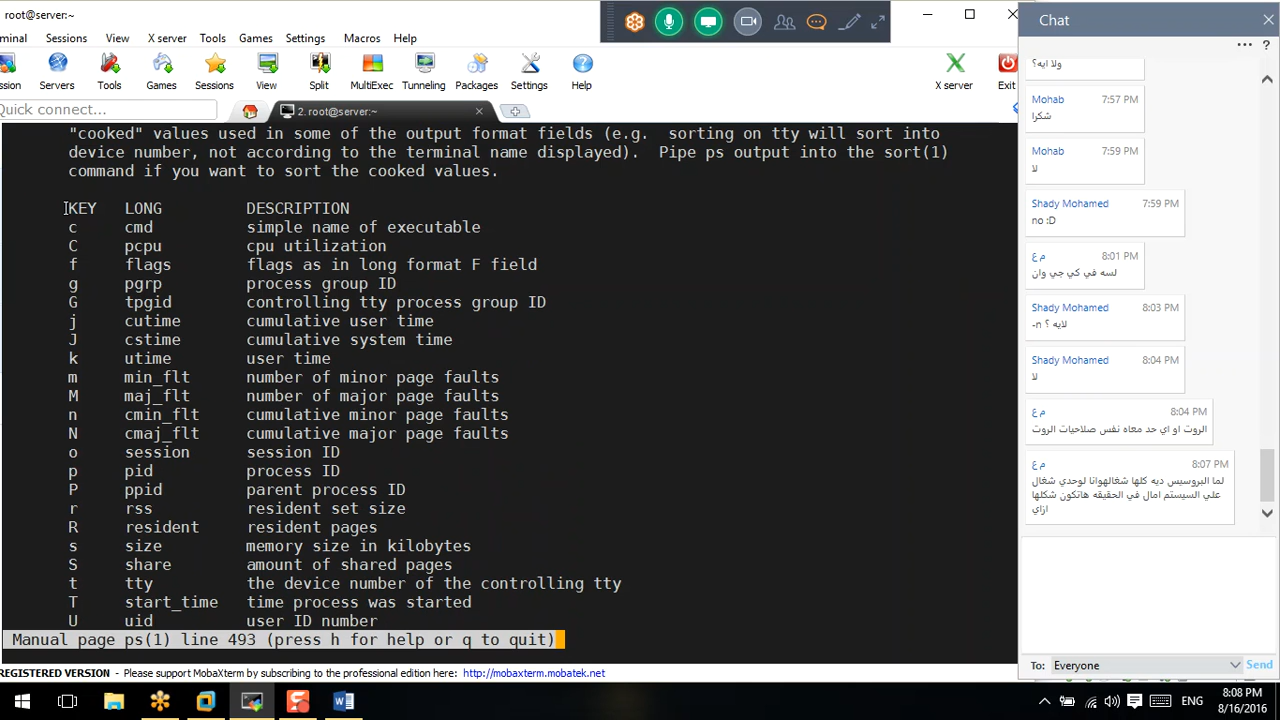 root@server:~
minal Sessions View X server Tools Games Settings Macros Help
sion Servers Tools Games Sessions View Split MultiExec Tunneling Packages Settings Help X server Exit
Quick connect... 2. root@server:~
"cooked" values used in some of the output format fields (e.g. sorting on tty will sort into
device number, not according to the terminal name displayed). Pipe ps output into the sort(1)
command if you want to sort the cooked values.
KEY LONG DESCRIPTION
c cmd simple name of executable
C pcpu cpu utilization
f flags flags as in long format F field
g pgrp process group ID
G tpgid controlling tty process group ID
j cutime cumulative user time
J cstime cumulative system time
k utime user time
m min_flt number of minor page faults
M maj_flt number of major page faults
n cmin_flt cumulative minor page faults
N cmaj_flt cumulative major page faults
o session session ID
p pid process ID
P ppid parent process ID
r rss resident set size
R resident resident pages
s size memory size in kilobytes
S share amount of shared pages
t tty the device number of the controlling tty
T start_time time process was started
U uid user ID number
Manual page ps(1) line 493 (press h for help or q to quit)
REGISTERED VERSION - Please support MobaXterm by subscribing to the professional edition here: http://mobaxterm.mobatek.net
Chat
... ?
ولا ايه؟
Mohab 7:57 PM
شكرا
Mohab 7:59 PM
لا
Shady Mohamed 7:59 PM
no :D
م ع 8:01 PM
لسه في كي جي وان
Shady Mohamed 8:03 PM
-n لايه ؟
Shady Mohamed 8:04 PM
لا
م ع 8:04 PM
الروت او اي حد معاه نفس صلاحيات الروت
م ع 8:07 PM
لما البروسيس ديه كلها شغالهوانا لوحدي شغال
علي السيستم امال في الحقيقه هاتكون شكلها
ازاي
To: Everyone Send
ENG 8:08 PM
8/16/2016